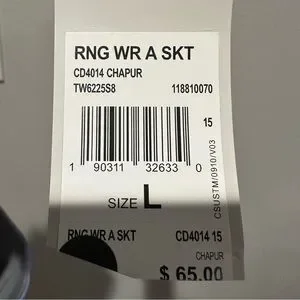 RNG WR A SKT
CD4014 CHAPUR
TW6225S8 118810070
15
1 90311 32633 0
SIZE L
CSUSTM/0910/V03
RNG WR A SKT CD4014 15
CHAPUR
$ 65.00